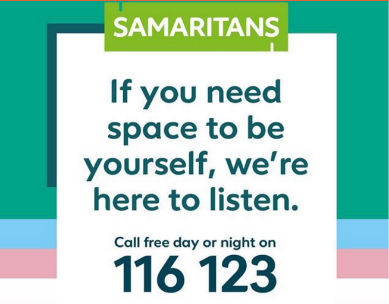 SAMARITANS
If you need
space to be
yourself, we're
here to listen.
Call free day or night on
116 123